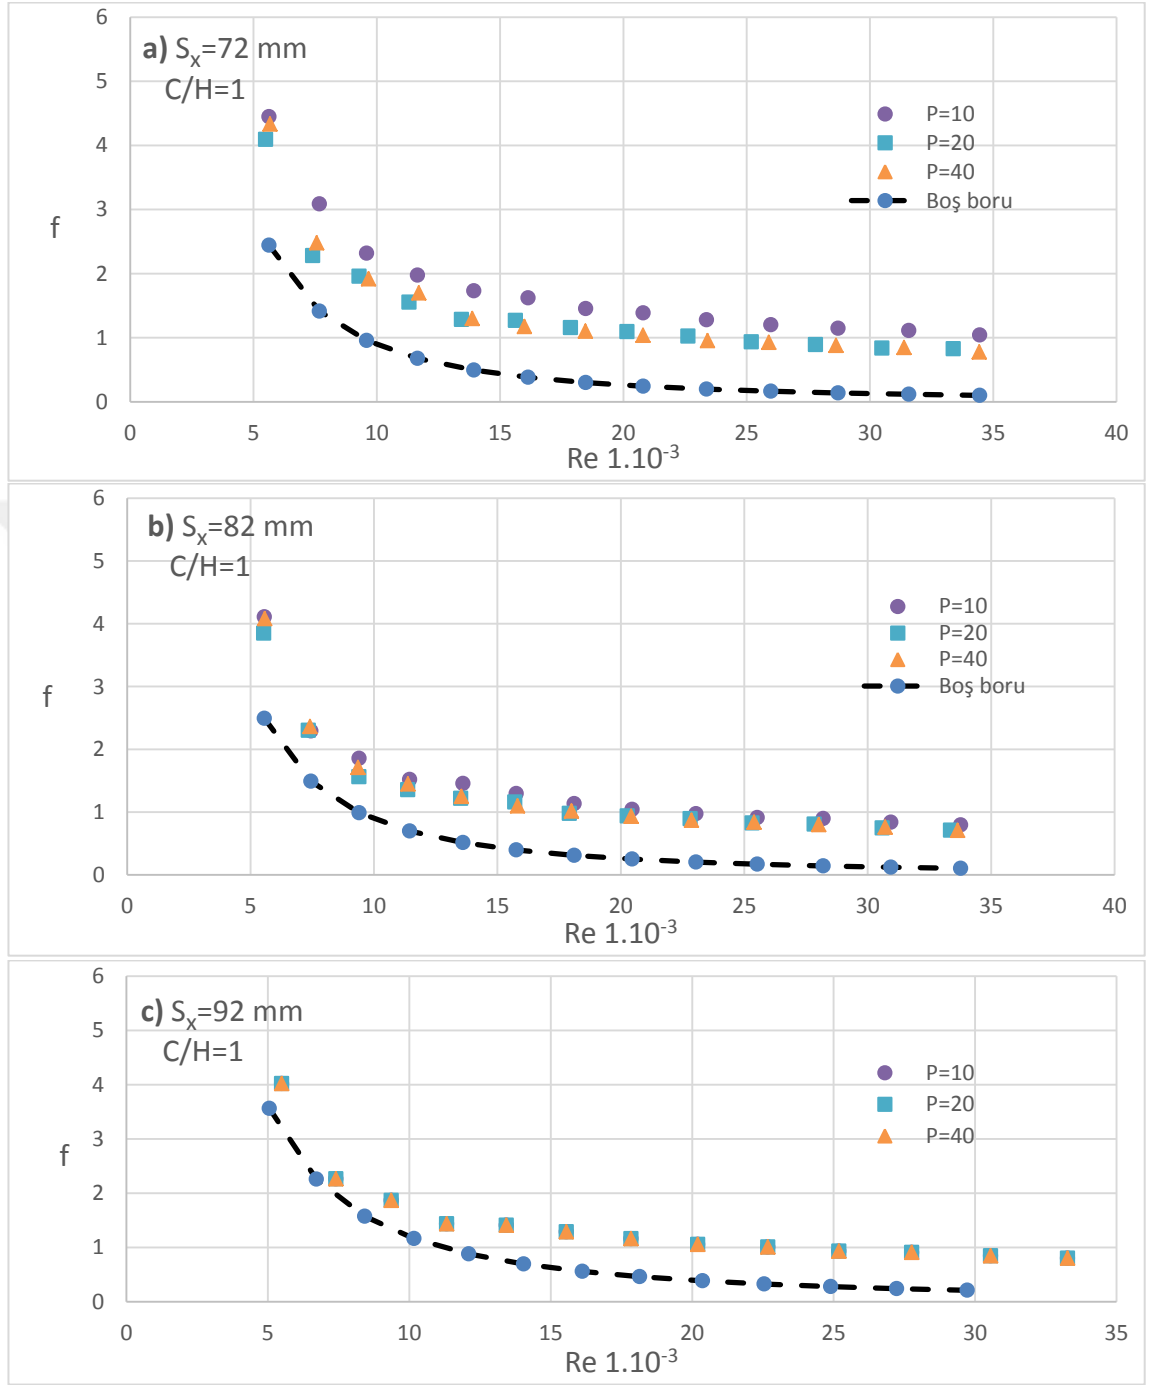 a) Sx=72 mm
C/H=1
6
5
4
3
2
1
0
f
P=10
P=20
P=40
Boş boru
0 5 10 15 20 25 30 35 40
Re 1.10-3
b) Sx=82 mm
C/H=1
6
5
4
3
2
1
0
f
P=10
P=20
P=40
Boş boru
0 5 10 15 20 25 30 35 40
Re 1.10-3
c) Sx=92 mm
C/H=1
6
5
4
3
2
1
0
f
P=10
P=20
P=40
0 5 10 15 20 25 30 35
Re 1.10-3